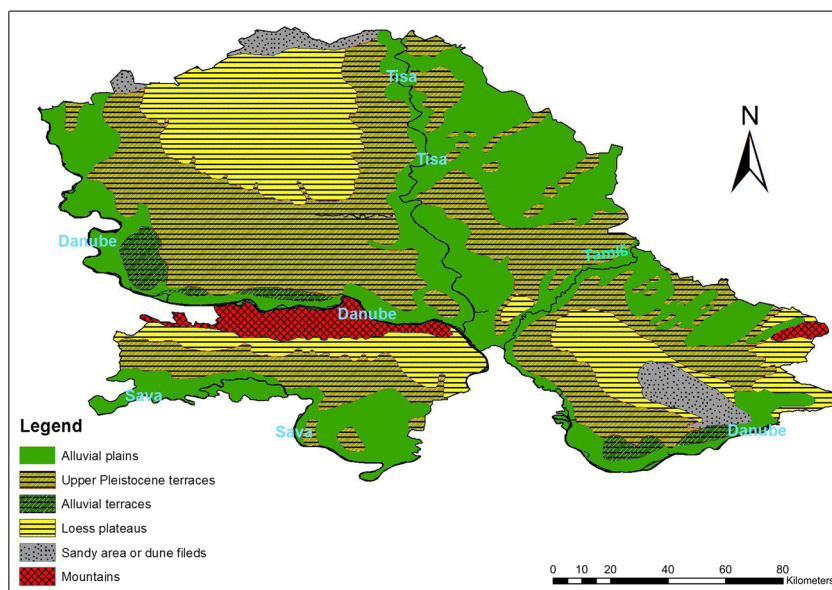 Tisa
N
Tisa
Danube
Tamiš
Danube
Sava
Sava
Danube
Legend
Alluvial plains
Upper Pleistocene terraces
Alluvial terraces
Loess plateaus
Sandy area or dune fileds
Mountains
0 10 20 40 60 80
Kilometers